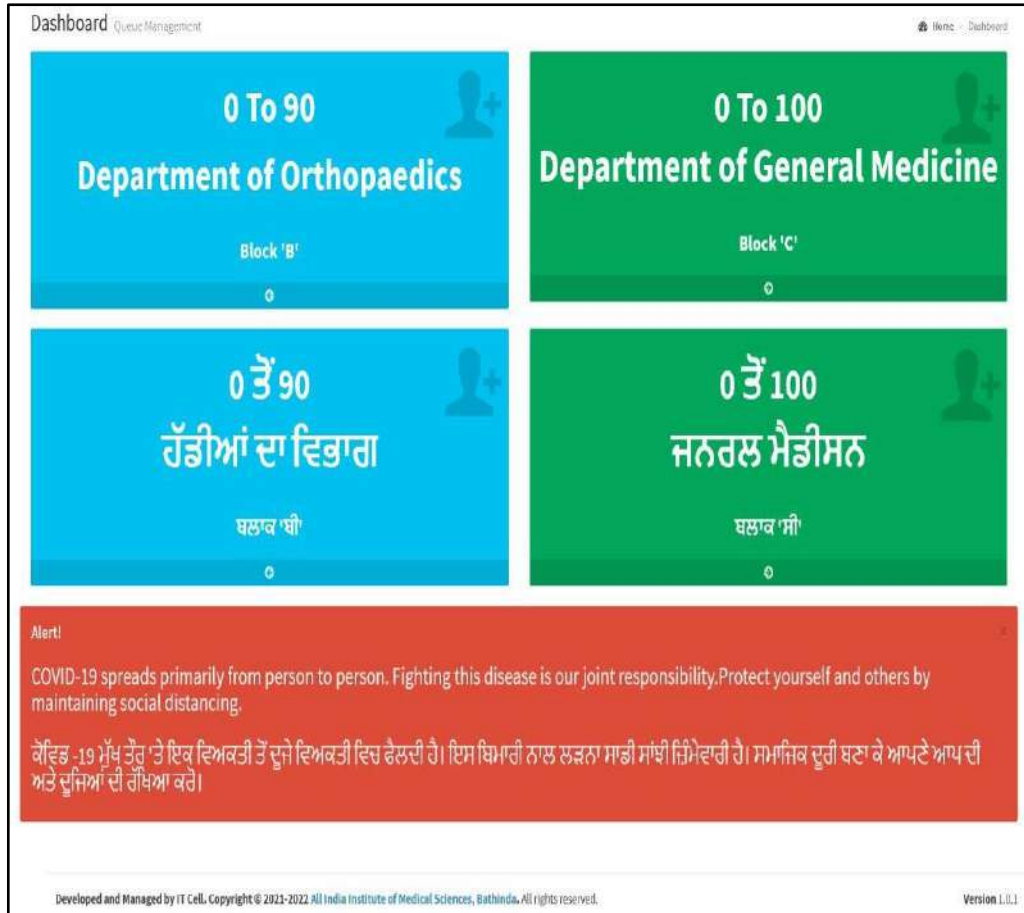 Dashboard Queue Management
Home - Dashboard
0 To 90
Department of Orthopaedics
Block 'B'
0 To 100
Department of General Medicine
Block 'C'
0 ਤੋਂ 90
ਹੱਡੀਆਂ ਦਾ ਵਿਭਾਗ
ਬਲਾਕ 'ਬੀ'
0 ਤੋਂ 100
ਜਨਰਲ ਮੈਡੀਸਨ
ਬਲਾਕ 'ਸੀ'
Alert!
COVID-19 spreads primarily from person to person. Fighting this disease is our joint responsibility.Protect yourself and others by
maintaining social distancing.
ਕੋਵਿਡ -19 ਮੁੱਖ ਤੌਰ 'ਤੇ ਇਕ ਵਿਅਕਤੀ ਤੋਂ ਦੂਜੇ ਵਿਅਕਤੀ ਵਿਚ ਫੈਲਦੀ ਹੈ। ਇਸ ਬਿਮਾਰੀ ਨਾਲ ਲੜਨਾ ਸਾਡੀ ਸਾਂਝੀ ਜ਼ਿੰਮੇਵਾਰੀ ਹੈ। ਸਮਾਜਿਕ ਦੂਰੀ ਬਣਾ ਕੇ ਆਪਣੇ ਆਪ ਦੀ
ਅਤੇ ਦੂਜਿਆਂ ਦੀ ਰੱਖਿਆ ਕਰੋ।
Developed and Managed by IT Cell. Copyright © 2021-2022 All India Institute of Medical Sciences, Bathinda. All rights reserved.
Version 1.0.1